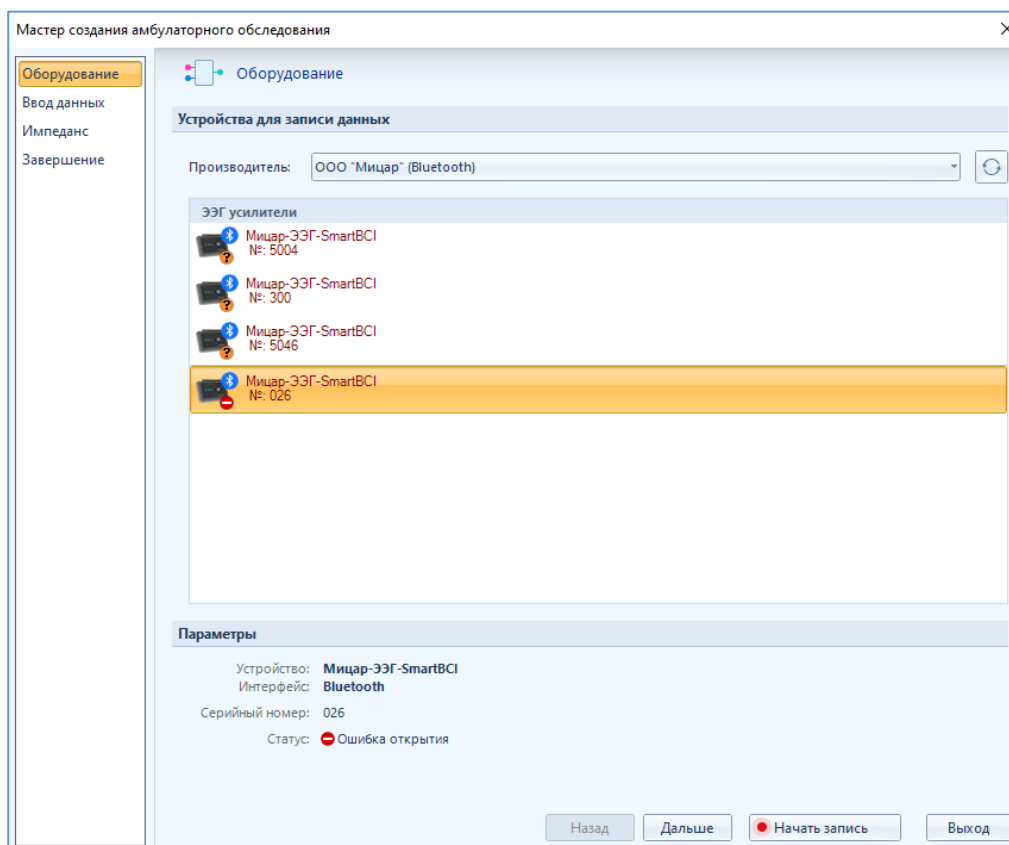 Мастер создания амбулаторного обследования
Оборудование
Ввод данных
Импеданс
Завершение
Оборудование
Устройства для записи данных
Производитель: ООО "Мицар" (Bluetooth)
ЭЭГ усилители
Мицар-ЭЭГ-SmartBCI
№: 5004
Мицар-ЭЭГ-SmartBCI
№: 300
Мицар-ЭЭГ-SmartBCI
№: 5046
Мицар-ЭЭГ-SmartBCI
№: 026
Параметры
Устройство: Мицар-ЭЭГ-SmartBCI
Интерфейс: Bluetooth
Серийный номер: 026
Статус: Ошибка открытия
Назад Дальше Начать запись Выход